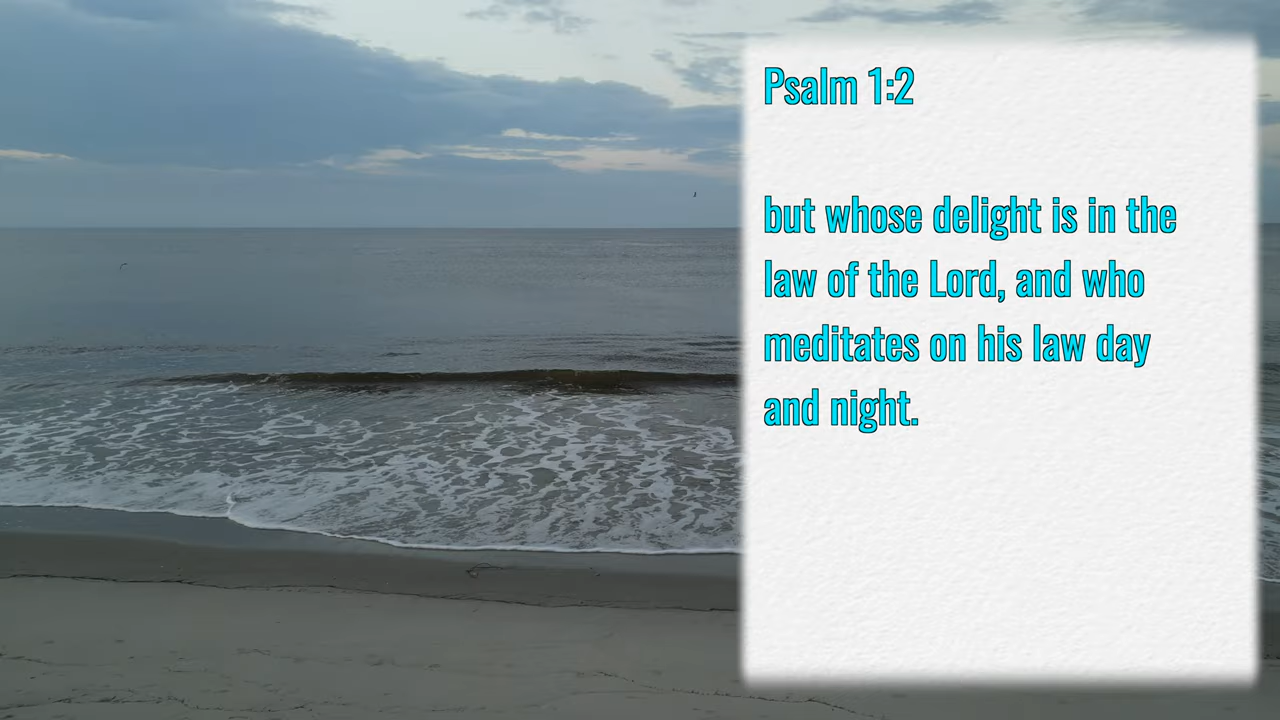 Psalm 1:2
but whose delight is in the
law of the Lord, and who
meditates on his law day
and night.